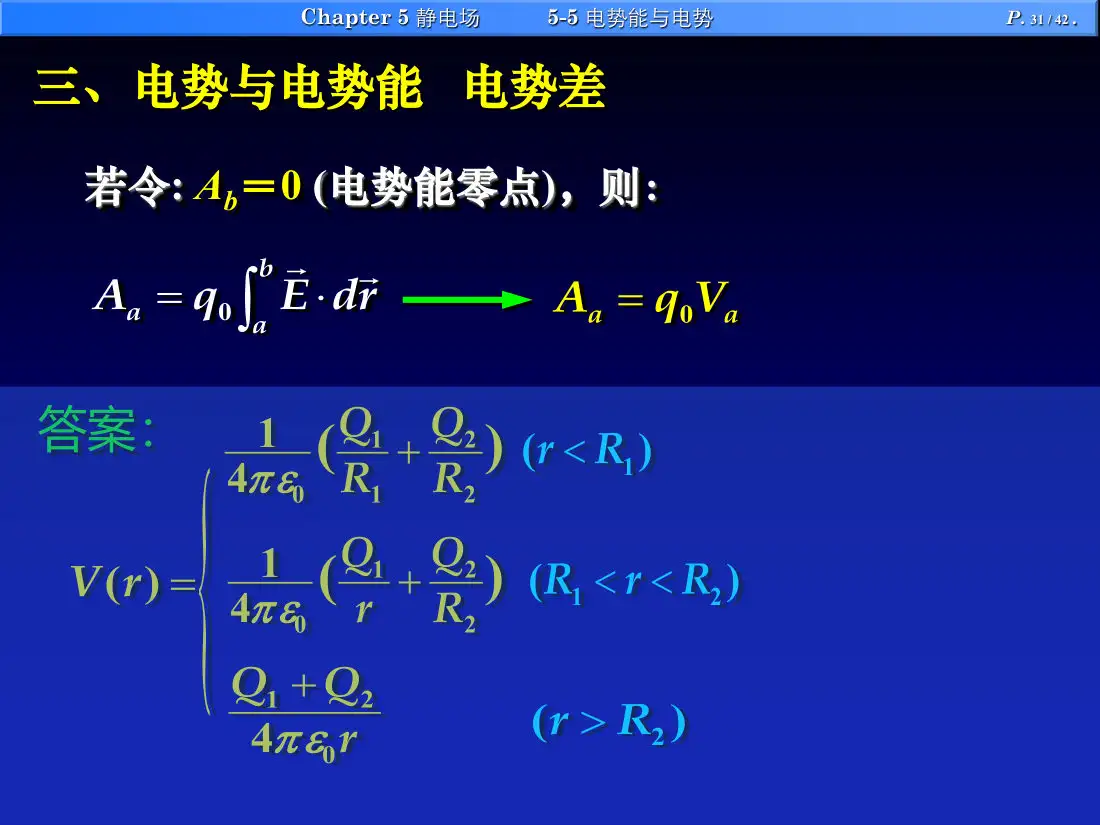 Chapter 5 静电场 5-5 电势能与电势 P. 31 / 42 .
三、电势与电势能 电势差
若令: A_b＝0 (电势能零点)，则：
A_a = q_0 ∫_a^b E⃗ · dr⃗ → A_a = q_0V_a
答案：
V(r) = { 1/(4πε_0) (Q_1/R_1 + Q_2/R_2) (r < R_1)
1/(4πε_0) (Q_1/r + Q_2/R_2) (R_1 < r < R_2)
(Q_1 + Q_2)/(4πε_0r) (r > R_2)